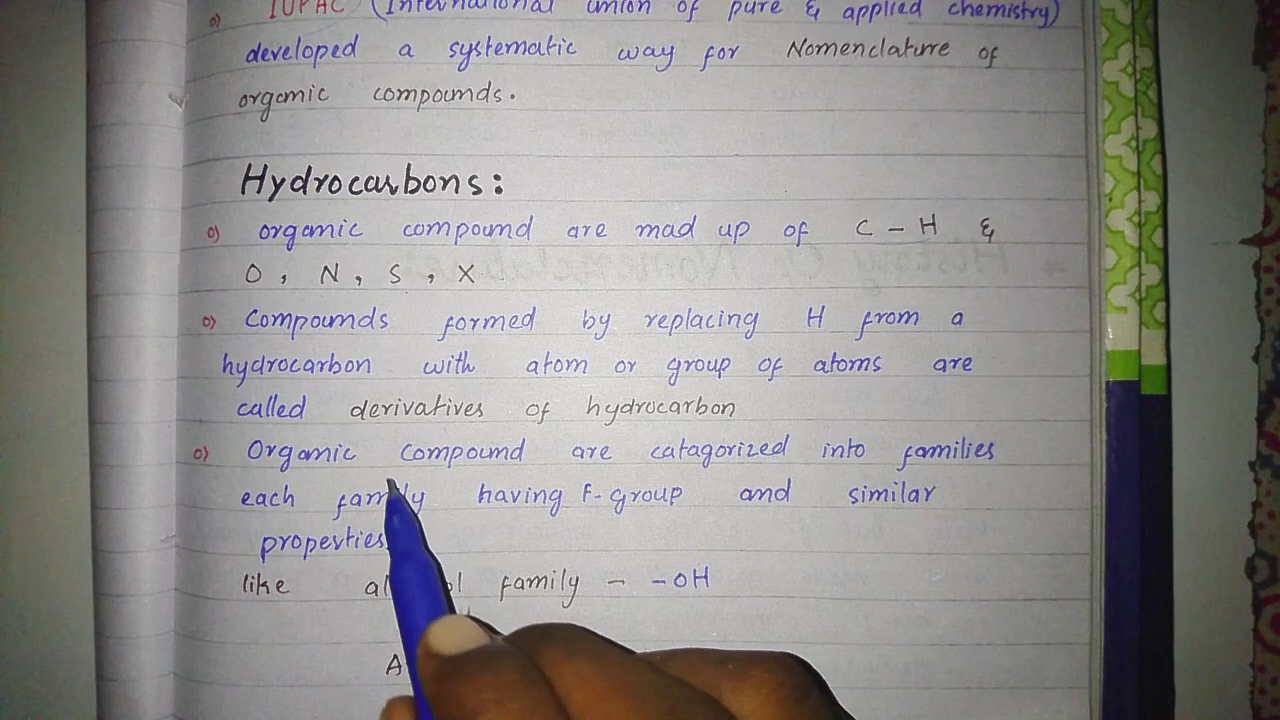 o) IUPAC (International union of pure & applied chemistry)
developed a systematic way for Nomenclature of
organic compounds.
Hydrocarbons:
o) organic compound are mad up of C - H &
O, N, S, X
o) Compounds formed by replacing H from a
hydrocarbon with atom or group of atoms are
called derivatives of hydrocarbon
o) Organic compound are catagorized into families
each family having F-group and similar
properties
like family - -OH
A